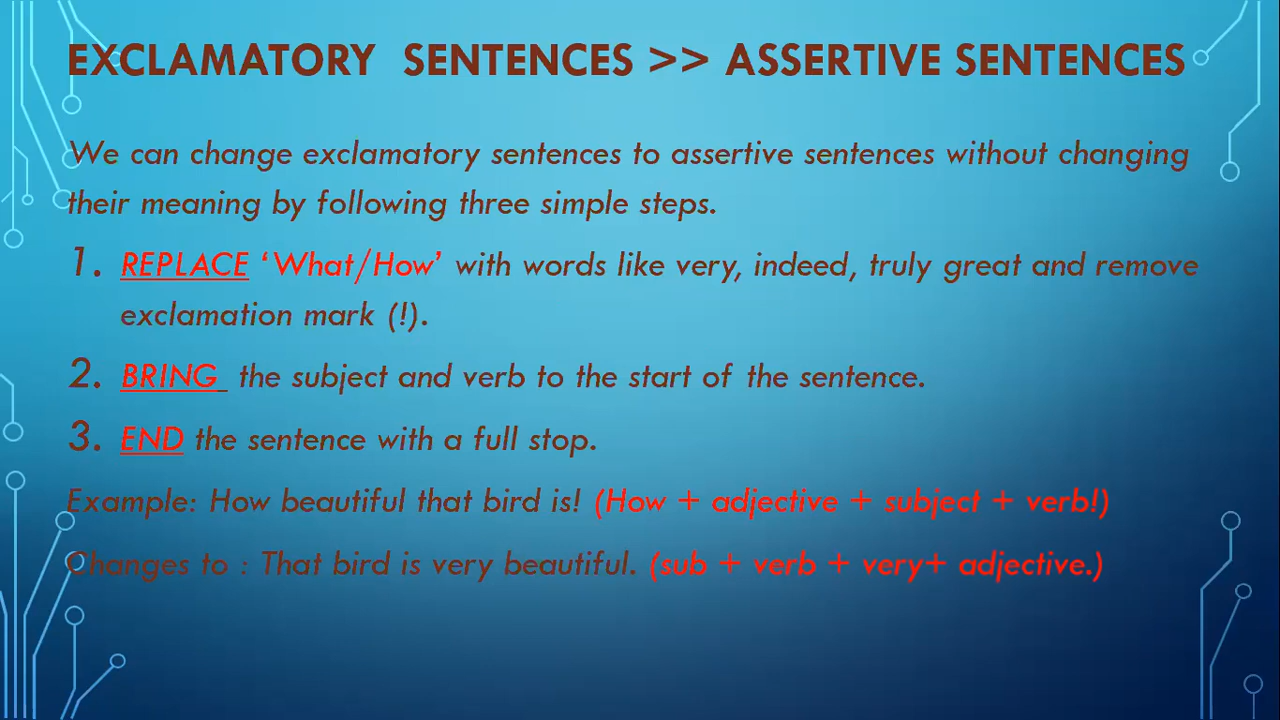 EXCLAMATORY SENTENCES >> ASSERTIVE SENTENCES
We can change exclamatory sentences to assertive sentences without changing
their meaning by following three simple steps.
1. REPLACE ‘What/How’ with words like very, indeed, truly great and remove
exclamation mark (!).
2. BRING the subject and verb to the start of the sentence.
3. END the sentence with a full stop.
Example: How beautiful that bird is! (How + adjective + subject + verb!)
Changes to : That bird is very beautiful. (sub + verb + very+ adjective.)